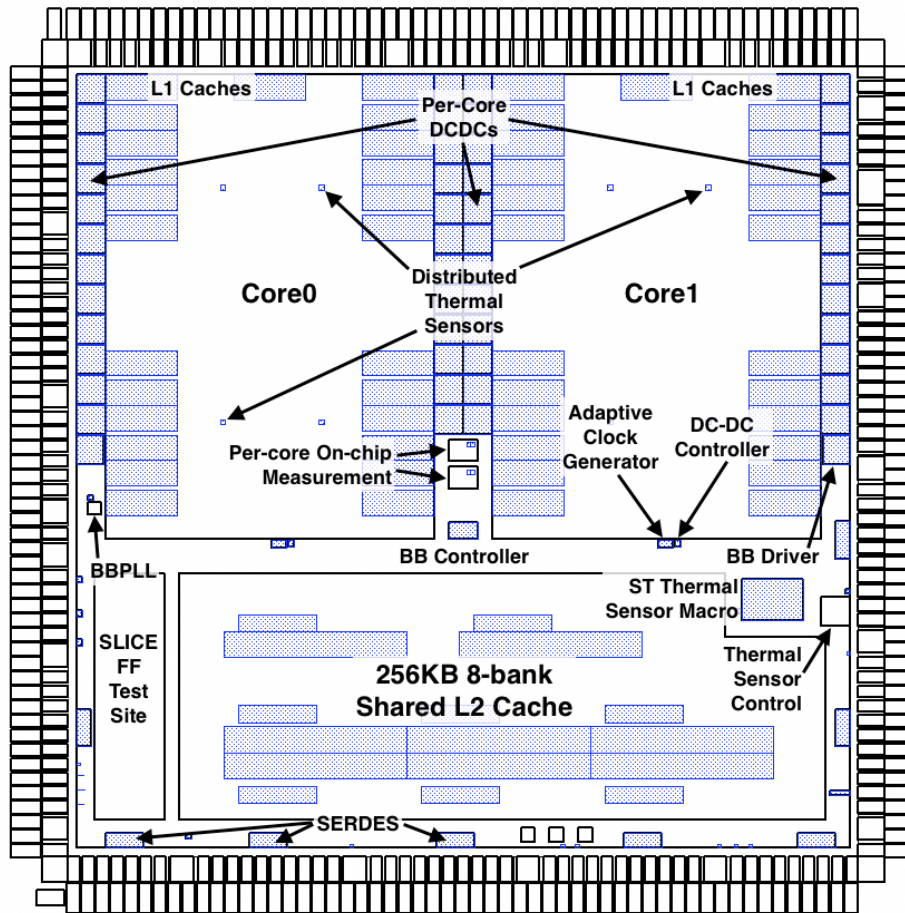 L1 Caches
L1 Caches
Per-Core
DCDCs
Core0
Distributed
Thermal
Sensors
Core1
Per-core On-chip
Measurement
Adaptive
Clock
Generator
DC-DC
Controller
BBPLL
BB Controller
BB Driver
ST Thermal
Sensor Macro
SLICE
FF
Test
Site
256KB 8-bank
Shared L2 Cache
Thermal
Sensor
Control
SERDES